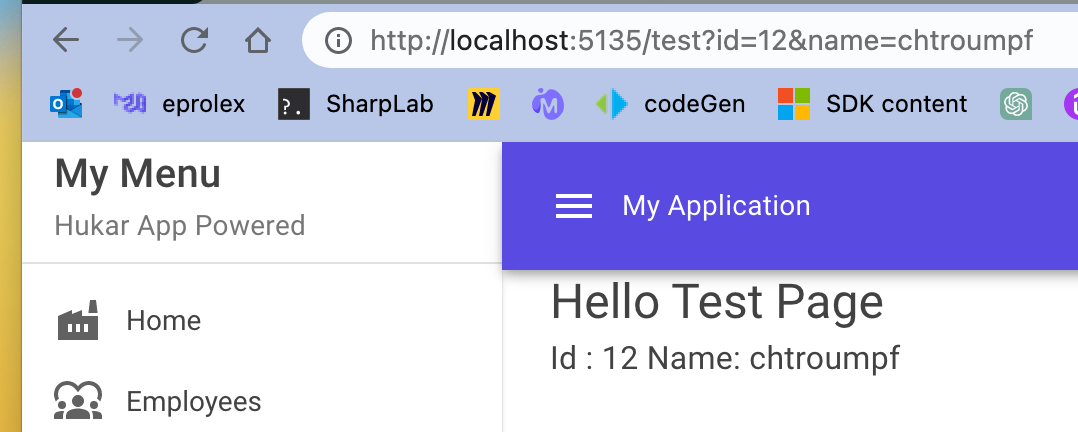 http://localhost:5135/test?id=12&name=chtroumpf
eprolex SharpLab codeGen SDK content
My Menu
Hukar App Powered
My Application
Hello Test Page
Id : 12 Name: chtroumpf
Home
Employees